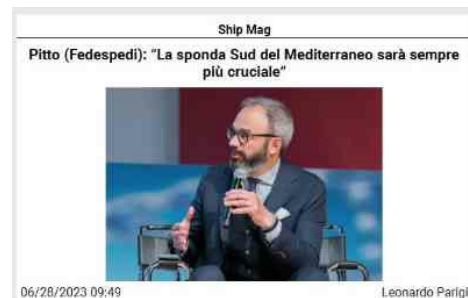 Ship Mag
Pitto (Fedespedi): “La sponda Sud del Mediterraneo sarà sempre
più cruciale”
06/28/2023 09:49
Leonardo Parigi